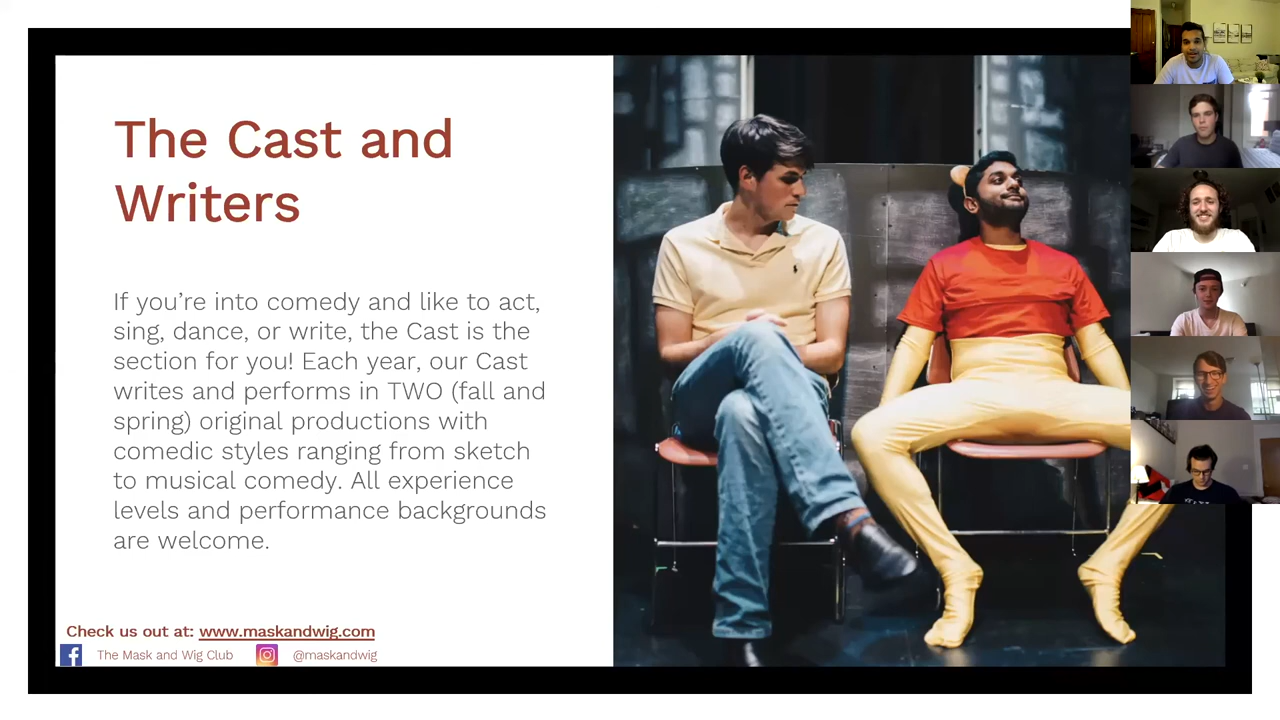 The Cast and
Writers
If you’re into comedy and like to act,
sing, dance, or write, the Cast is the
section for you! Each year, our Cast
writes and performs in TWO (fall and
spring) original productions with
comedic styles ranging from sketch
to musical comedy. All experience
levels and performance backgrounds
are welcome.
Check us out at: www.maskandwig.com
The Mask and Wig Club @maskandwig